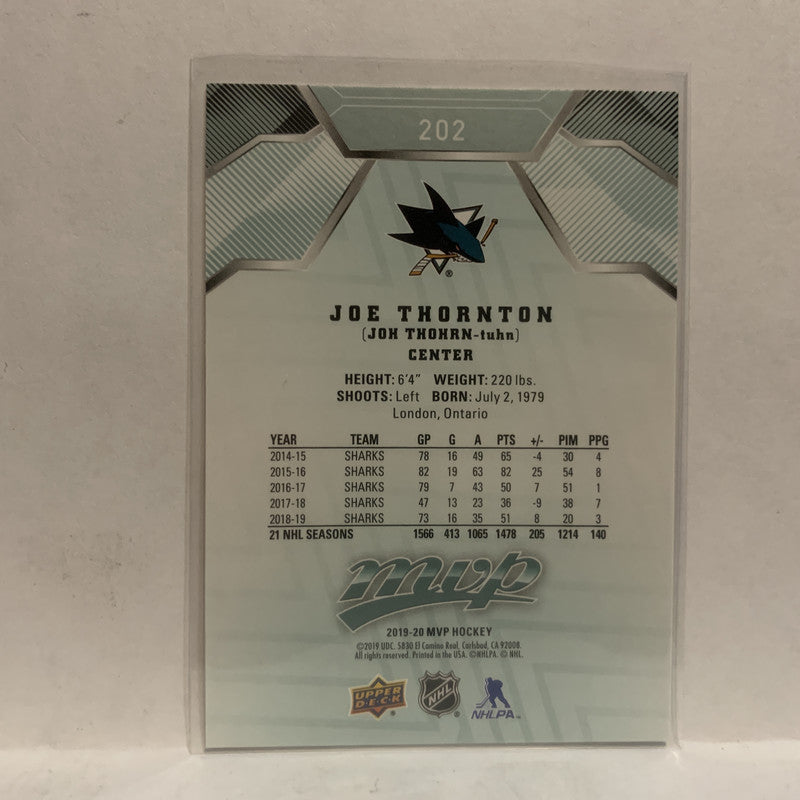 202
JOE THORNTON
(JOH THOHRN-tuhn)
CENTER
HEIGHT: 6'4" WEIGHT: 220 lbs.
SHOOTS: Left BORN: July 2, 1979
London, Ontario
YEAR TEAM GP G A PTS +/- PIM PPG
2014-15 SHARKS 78 16 49 65 -4 30 4
2015-16 SHARKS 82 19 63 82 25 54 8
2016-17 SHARKS 79 7 43 50 7 51 1
2017-18 SHARKS 47 13 23 36 -9 38 7
2018-19 SHARKS 73 16 35 51 8 20 3
21 NHL SEASONS 1566 413 1065 1478 205 1214 140
mvp
2019-20 MVP HOCKEY
©2019 UDC. 5830 El Camino Real, Carlsbad, CA 92008.
All rights reserved. Printed in the USA. ©NHLPA. © NHL.
UPPER DECK ® NHL ® NHLPA™